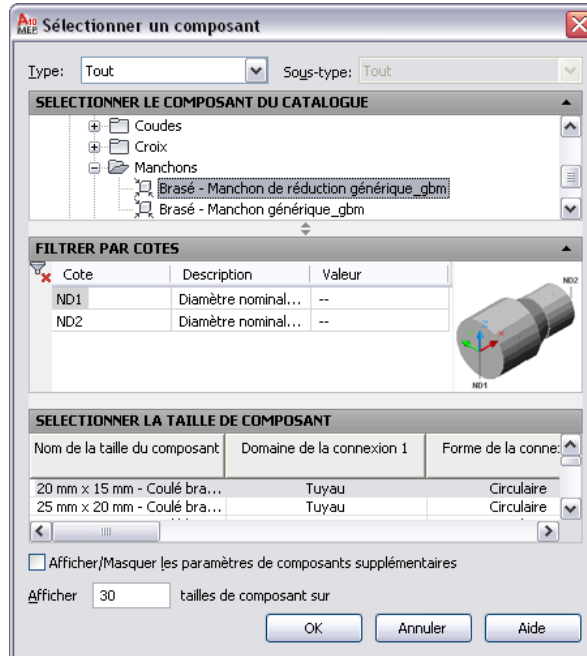 A10 MEP Sélectionner un composant
Type: Tout Sous-type: Tout
SELECTIONNER LE COMPOSANT DU CATALOGUE
Coudes
Croix
Manchons
Brasé - Manchon de réduction générique_gbm
Brasé - Manchon générique_gbm
FILTRER PAR COTES
Cote Description Valeur
ND1 Diamètre nominal... --
ND2 Diamètre nominal... --
ND2
ND1
SELECTIONNER LA TAILLE DE COMPOSANT
Nom de la taille du composant Domaine de la connexion 1 Forme de la conne
20 mm x 15 mm - Coulé bra... Tuyau Circulaire
25 mm x 20 mm - Coulé bra... Tuyau Circulaire
Afficher/Masquer les paramètres de composants supplémentaires
Afficher 30 tailles de composant sur
OK Annuler Aide